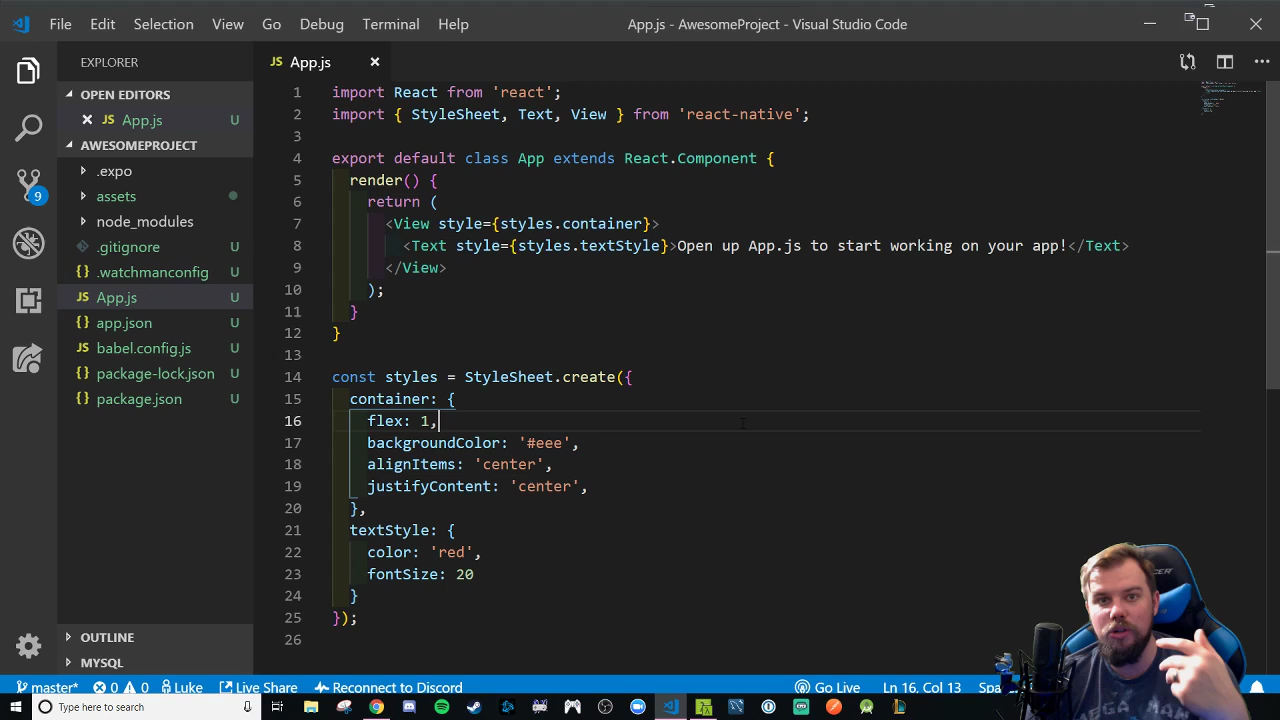 File Edit Selection View Go Debug Terminal Help App.js - AwesomeProject - Visual Studio Code
EXPLORER
OPEN EDITORS
JS App.js U
AWESOMEPROJECT
.expo
assets
node_modules
.gitignore U
.watchmanconfig U
JS App.js U
{} app.json U
JS babel.config.js U
{} package-lock.json U
{} package.json U
OUTLINE
MYSQL
9
JS App.js
1 import React from 'react';
2 import { StyleSheet, Text, View } from 'react-native';
3
4 export default class App extends React.Component {
5 render() {
6 return (
7 <View style={styles.container}>
8 <Text style={styles.textStyle}>Open up App.js to start working on your app!</Text>
9 </View>
10 );
11 }
12 }
13
14 const styles = StyleSheet.create({
15 container: {
16 flex: 1,
17 backgroundColor: '#eee',
18 alignItems: 'center',
19 justifyContent: 'center',
20 },
21 textStyle: {
22 color: 'red',
23 fontSize: 20
24 }
25 });
26
master* 0 0 Luke Live Share Reconnect to Discord Go Live Ln 16, Col 13
Type here to search